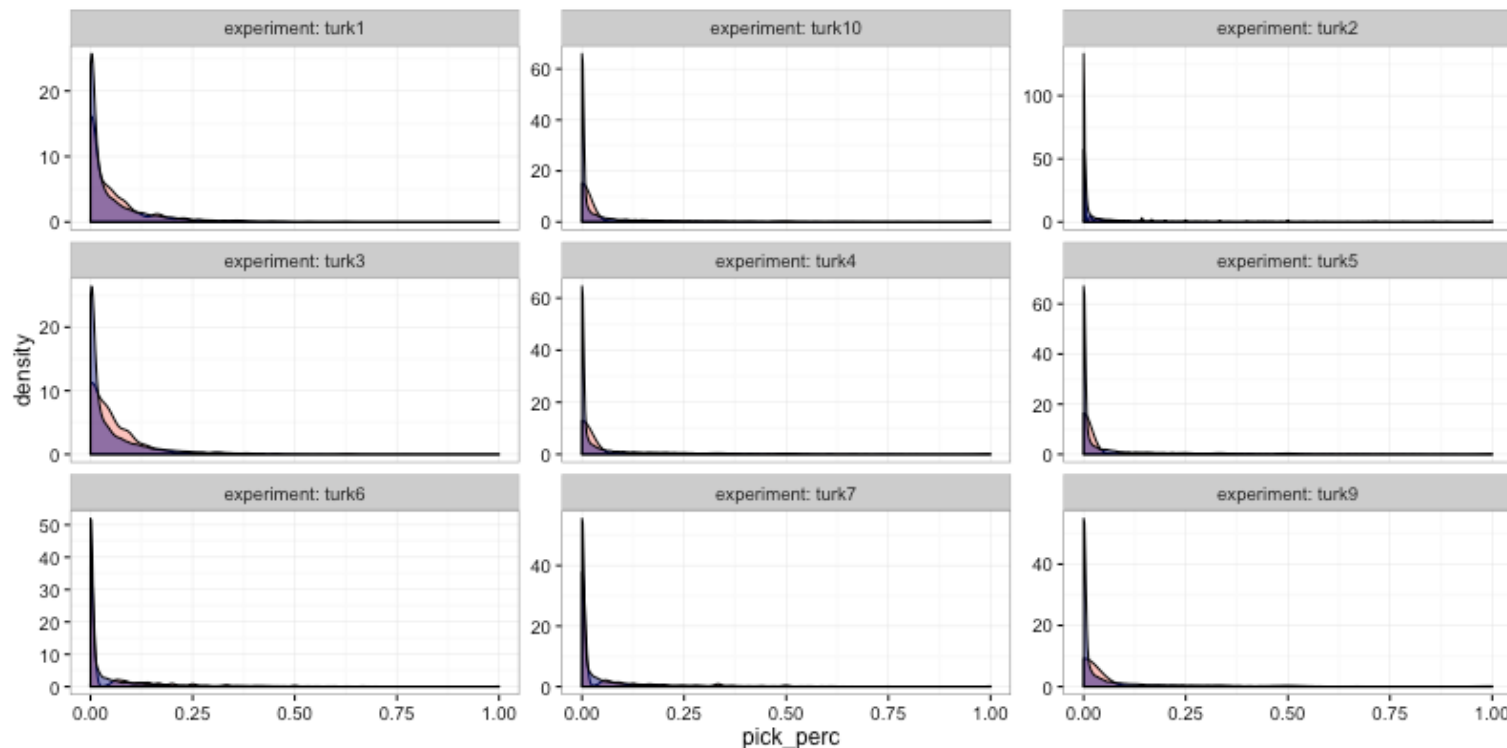 experiment: turk1
experiment: turk10
experiment: turk2
20
10
0
60
40
20
0
100
50
0
experiment: turk3
experiment: turk4
experiment: turk5
20
10
0
60
40
20
0
60
40
20
0
density
experiment: turk6
experiment: turk7
experiment: turk9
50
40
30
20
10
0
40
20
0
40
20
0
0.00 0.25 0.50 0.75 1.00
0.00 0.25 0.50 0.75 1.00
0.00 0.25 0.50 0.75 1.00
pick_perc